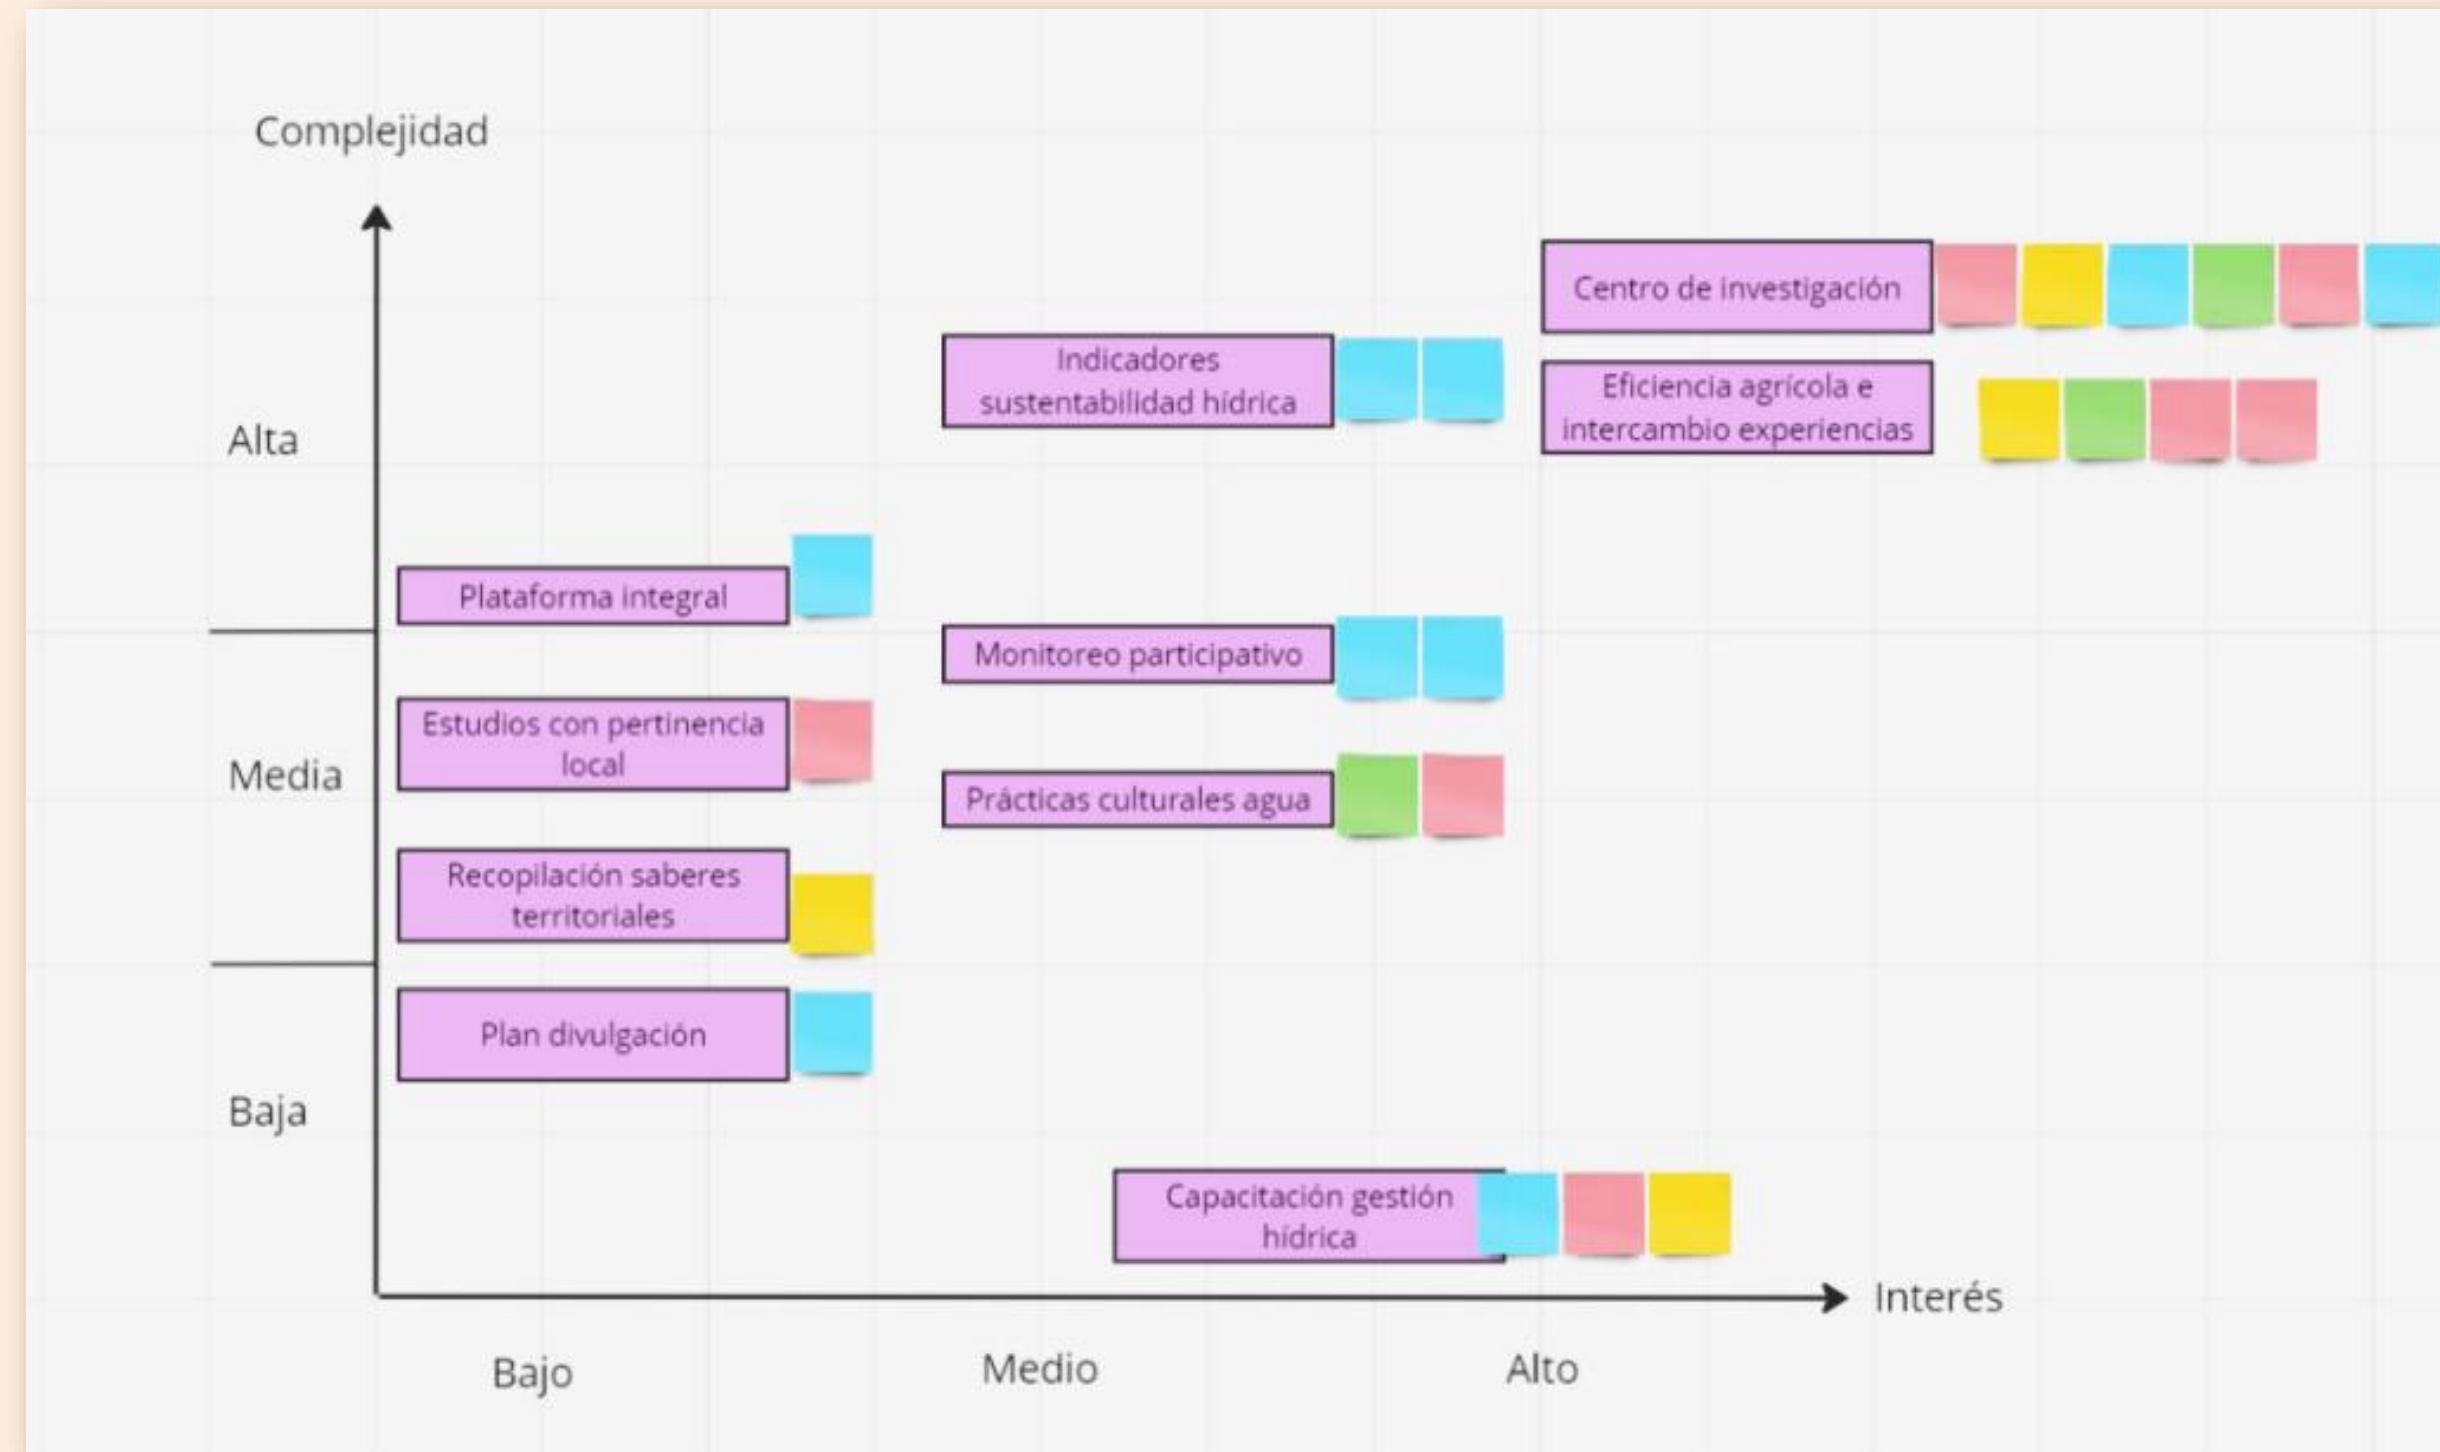 Complejidad
Centro de investigación
Indicadores
sustentabilidad hídrica
Eficiencia agrícola e
intercambio experiencias
Alta
Plataforma integral
Monitoreo participativo
Estudios con pertinencia
local
Media
Prácticas culturales agua
Recopilación saberes
territoriales
Plan divulgación
Baja
Capacitación gestión
hídrica
Interés
Bajo
Medio
Alto